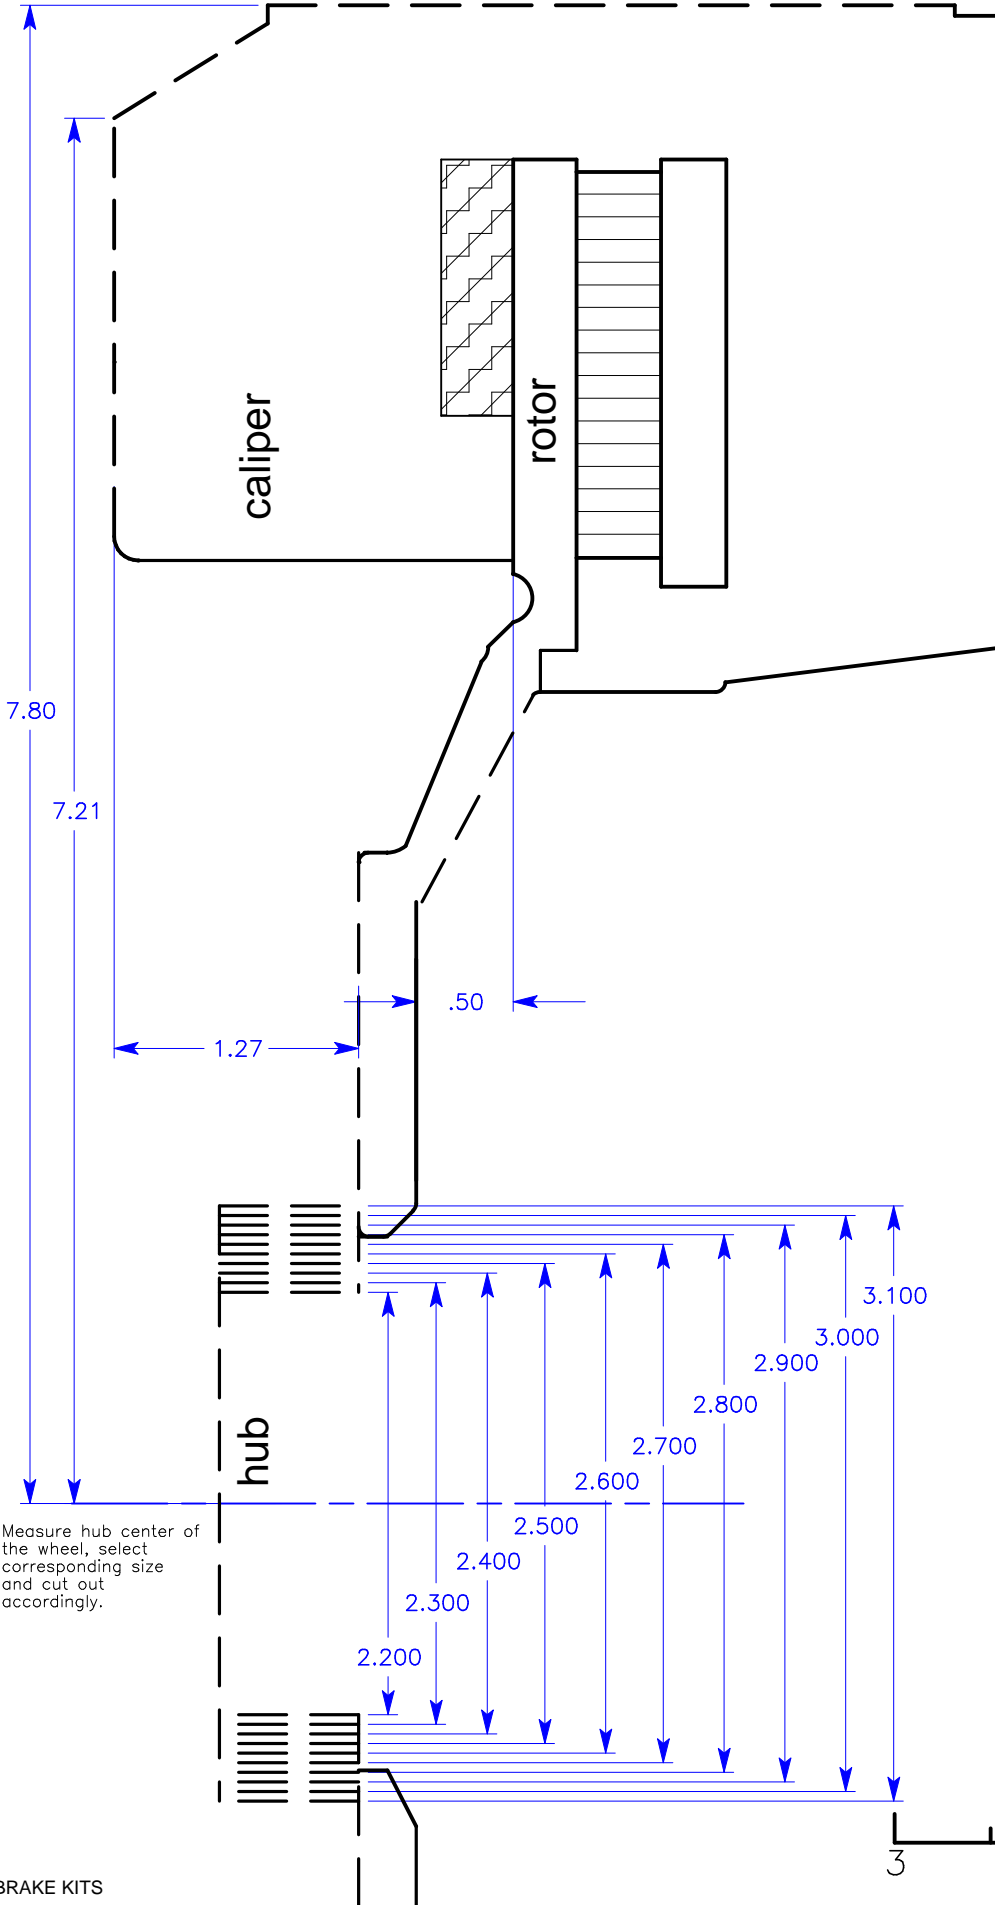 caliper
rotor
7.80
7.21
.50
1.27
3.100
3.000
2.900
2.800
2.700
2.600
2.500
2.400
2.300
2.200
hub
Measure hub center of
the wheel, select
corresponding size
and cut out
accordingly.
3
BRAKE KITS